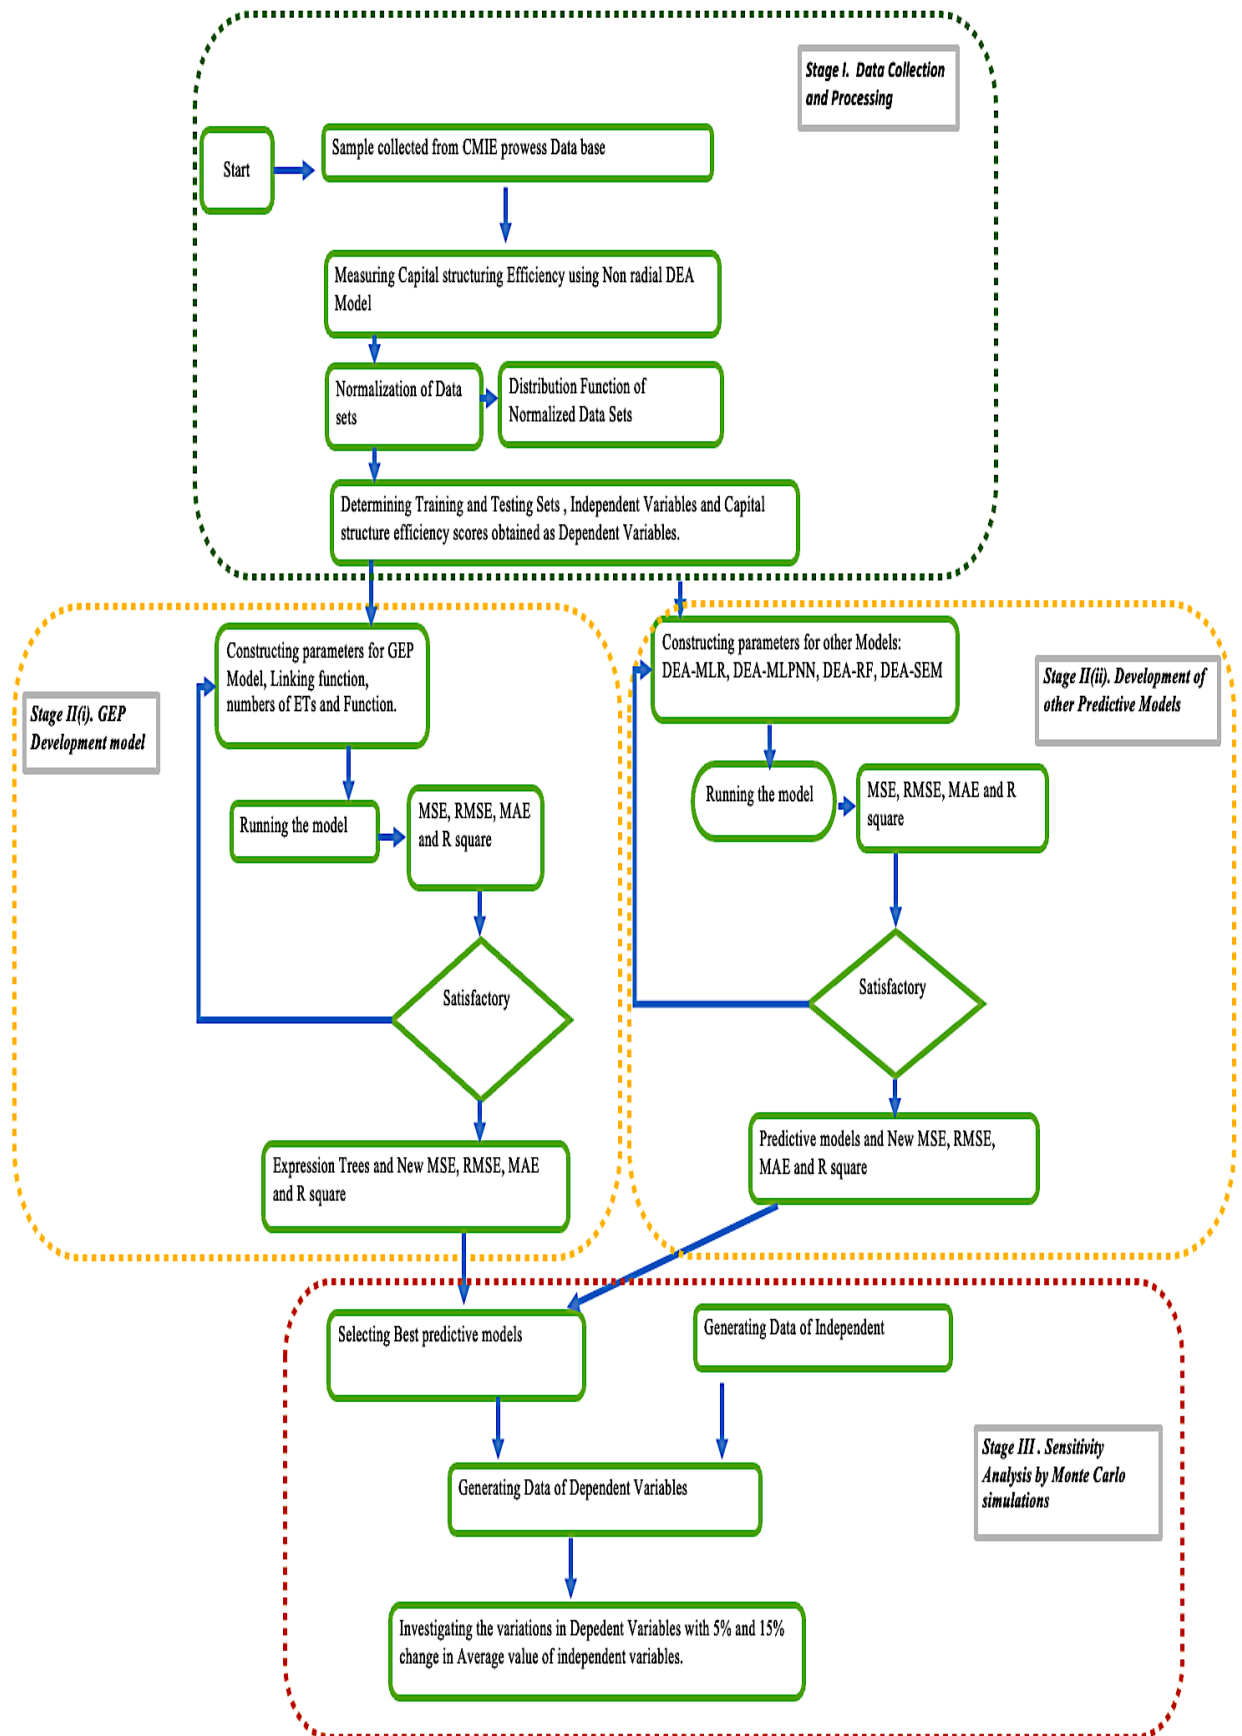 Stage I.  Data Collection
and Processing
Start
Sample collected from CMIE prowess Data base
Measuring Capital structuring Efficiency using Non radial DEA
Model
Normalization of Data
sets
Distribution Function of
Normalized Data Sets
Determining Training and Testing Sets , Independent Variables and Capital
structure efficiency scores obtained as Dependent Variables.
Stage II(i). GEP
Development model
Constructing parameters for GEP
Model, Linking function,
numbers of ETs and Function.
Running the model
MSE, RMSE, MAE
and R square
Satisfactory
Expression Trees and New MSE, RMSE, MAE
and R square
Constructing parameters for other Models:
DEA-MLR, DEA-MLPNN, DEA-RF, DEA-SEM
Stage II(ii). Development of
other Predictive Models
Running the model
MSE, RMSE, MAE and R
square
Satisfactory
Predictive models and New MSE, RMSE,
MAE and R square
Selecting Best predictive models
Generating Data of Independent
Stage III . Sensitivity
Analysis by Monte Carlo
simulations
Generating Data of Dependent Variables
Investigating the variations in Depedent Variables with 5% and 15%
change in Average value of independent variables.